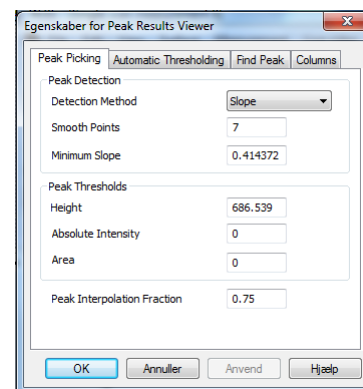 Egenskaber for Peak Results Viewer
x
Peak Picking Automatic Thresholding Find Peak Columns
Peak Detection
Detection Method Slope
Smooth Points 7
Minimum Slope 0.414372
Peak Thresholds
Height 686.539
Absolute Intensity 0
Area 0
Peak Interpolation Fraction 0.75
OK Annuller Anvend Hjælp